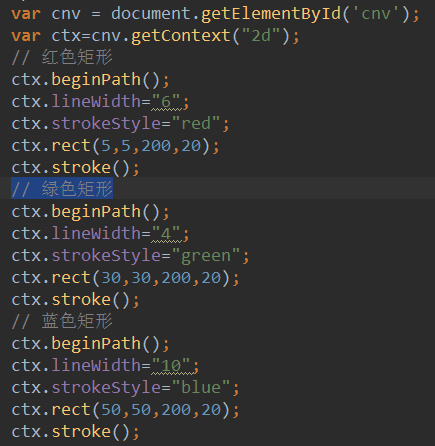 var cnv = document.getElementById('cnv');
var ctx=cnv.getContext("2d");
// 红色矩形
ctx.beginPath();
ctx.lineWidth="6";
ctx.strokeStyle="red";
ctx.rect(5,5,200,20);
ctx.stroke();
// 绿色矩形
ctx.beginPath();
ctx.lineWidth="4";
ctx.strokeStyle="green";
ctx.rect(30,30,200,20);
ctx.stroke();
// 蓝色矩形
ctx.beginPath();
ctx.lineWidth="10";
ctx.strokeStyle="blue";
ctx.rect(50,50,200,20);
ctx.stroke();